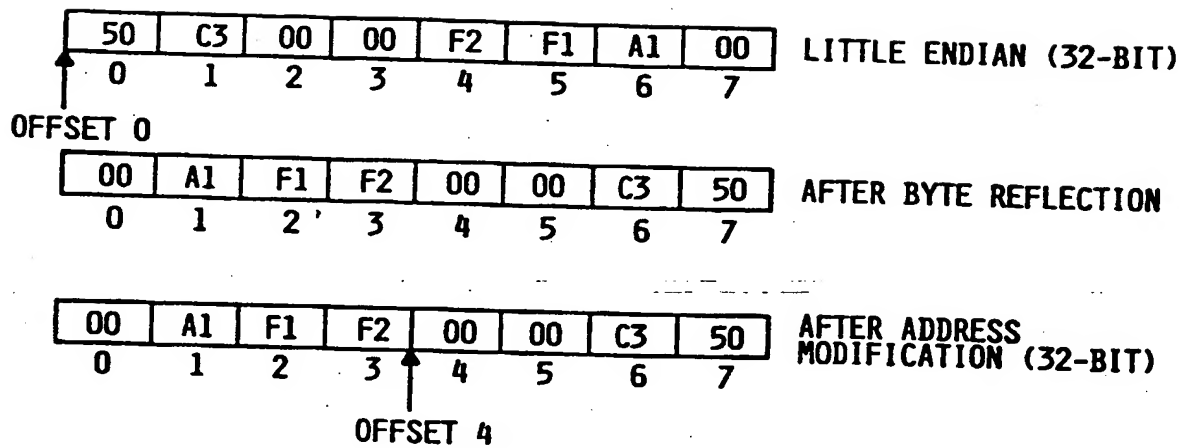 50 C3 00 00 F2 F1 A1 00 LITTLE ENDIAN (32-BIT)
0 1 2 3 4 5 6 7
OFFSET 0
00 A1 F1 F2 00 00 C3 50 AFTER BYTE REFLECTION
0 1 2 3 4 5 6 7
00 A1 F1 F2 00 00 C3 50 AFTER ADDRESS
MODIFICATION (32-BIT)
0 1 2 3 4 5 6 7
OFFSET 4